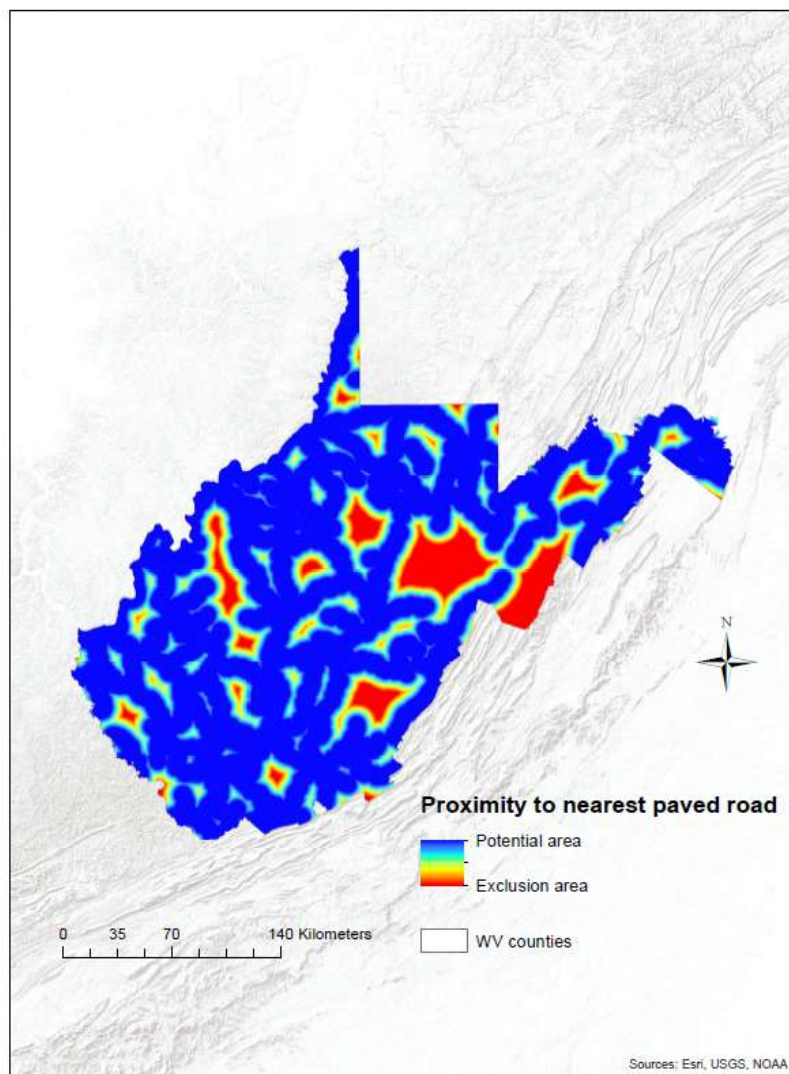 N
Proximity to nearest paved road
Potential area
Exclusion area
0 35 70 140 Kilometers
WV counties
Sources: Esri, USGS, NOAA